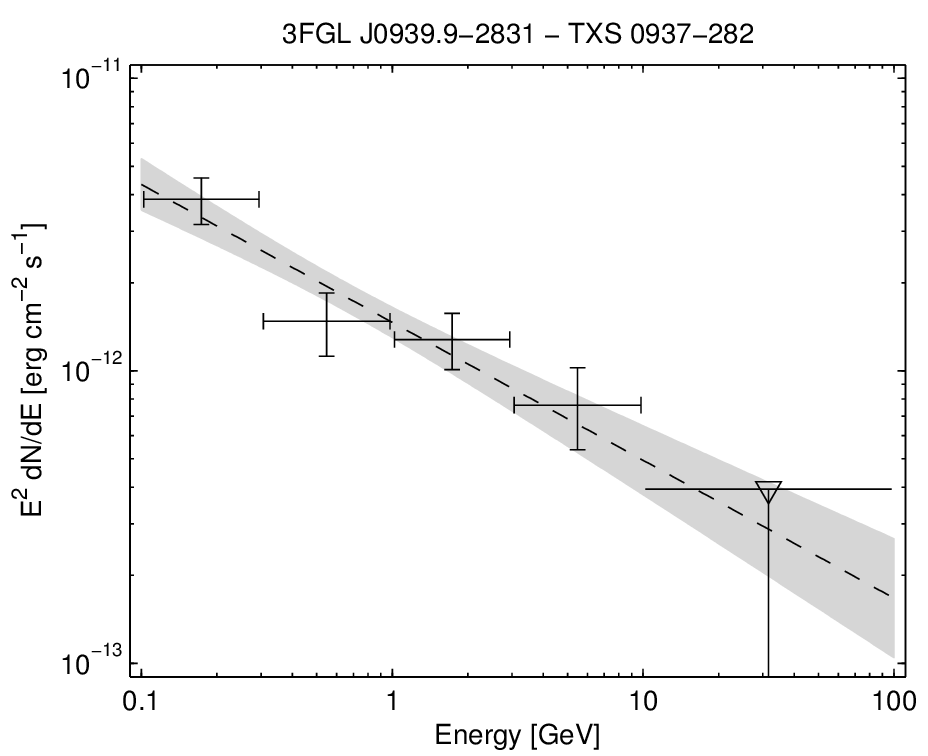 3FGL J0939.9−2831 − TXS 0937−282
10⁻¹¹
10⁻¹²
10⁻¹³
E² dN/dE [erg cm⁻² s⁻¹]
0.1 1 10 100
Energy [GeV]